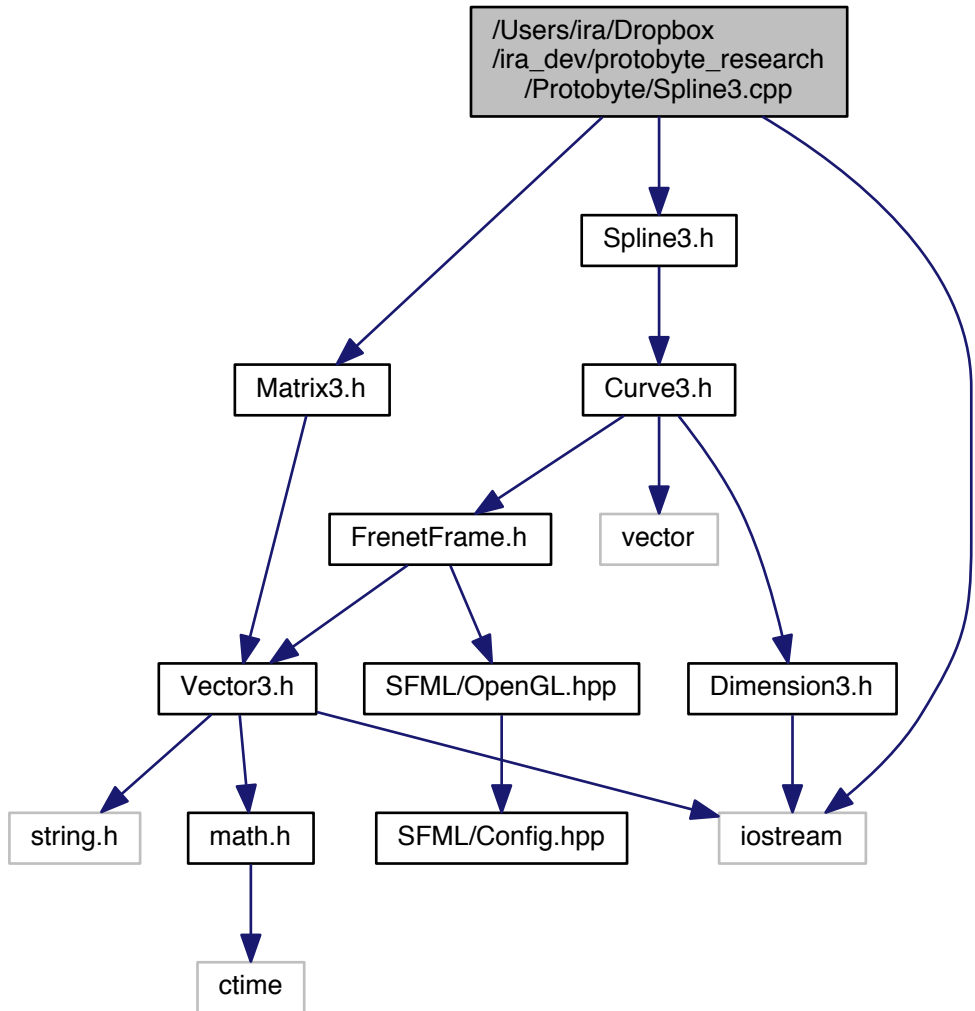 /Users/ira/Dropbox
/ira_dev/protobyte_research
/Protobyte/Spline3.cpp
Spline3.h
Matrix3.h
Curve3.h
FrenetFrame.h
vector
Vector3.h
SFML/OpenGL.hpp
Dimension3.h
string.h
math.h
SFML/Config.hpp
iostream
ctime